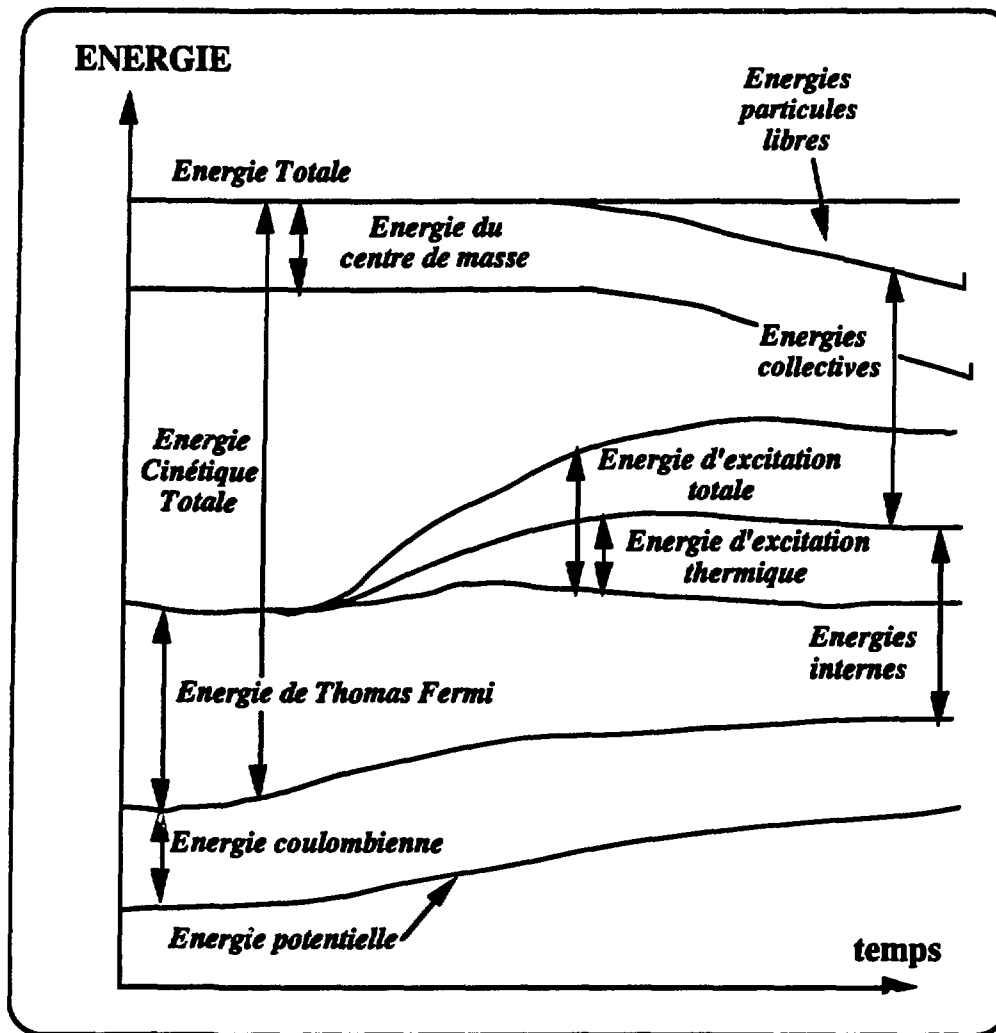 ENERGIE
Energies
particules
libres
Energie Totale
Energie du
centre de masse
Energies
collectives
Energie
Cinétique
Totale
Energie d'excitation
totale
Energie d'excitation
thermique
Energies
internes
Energie de Thomas Fermi
Energie coulombienne
Energie potentielle
temps